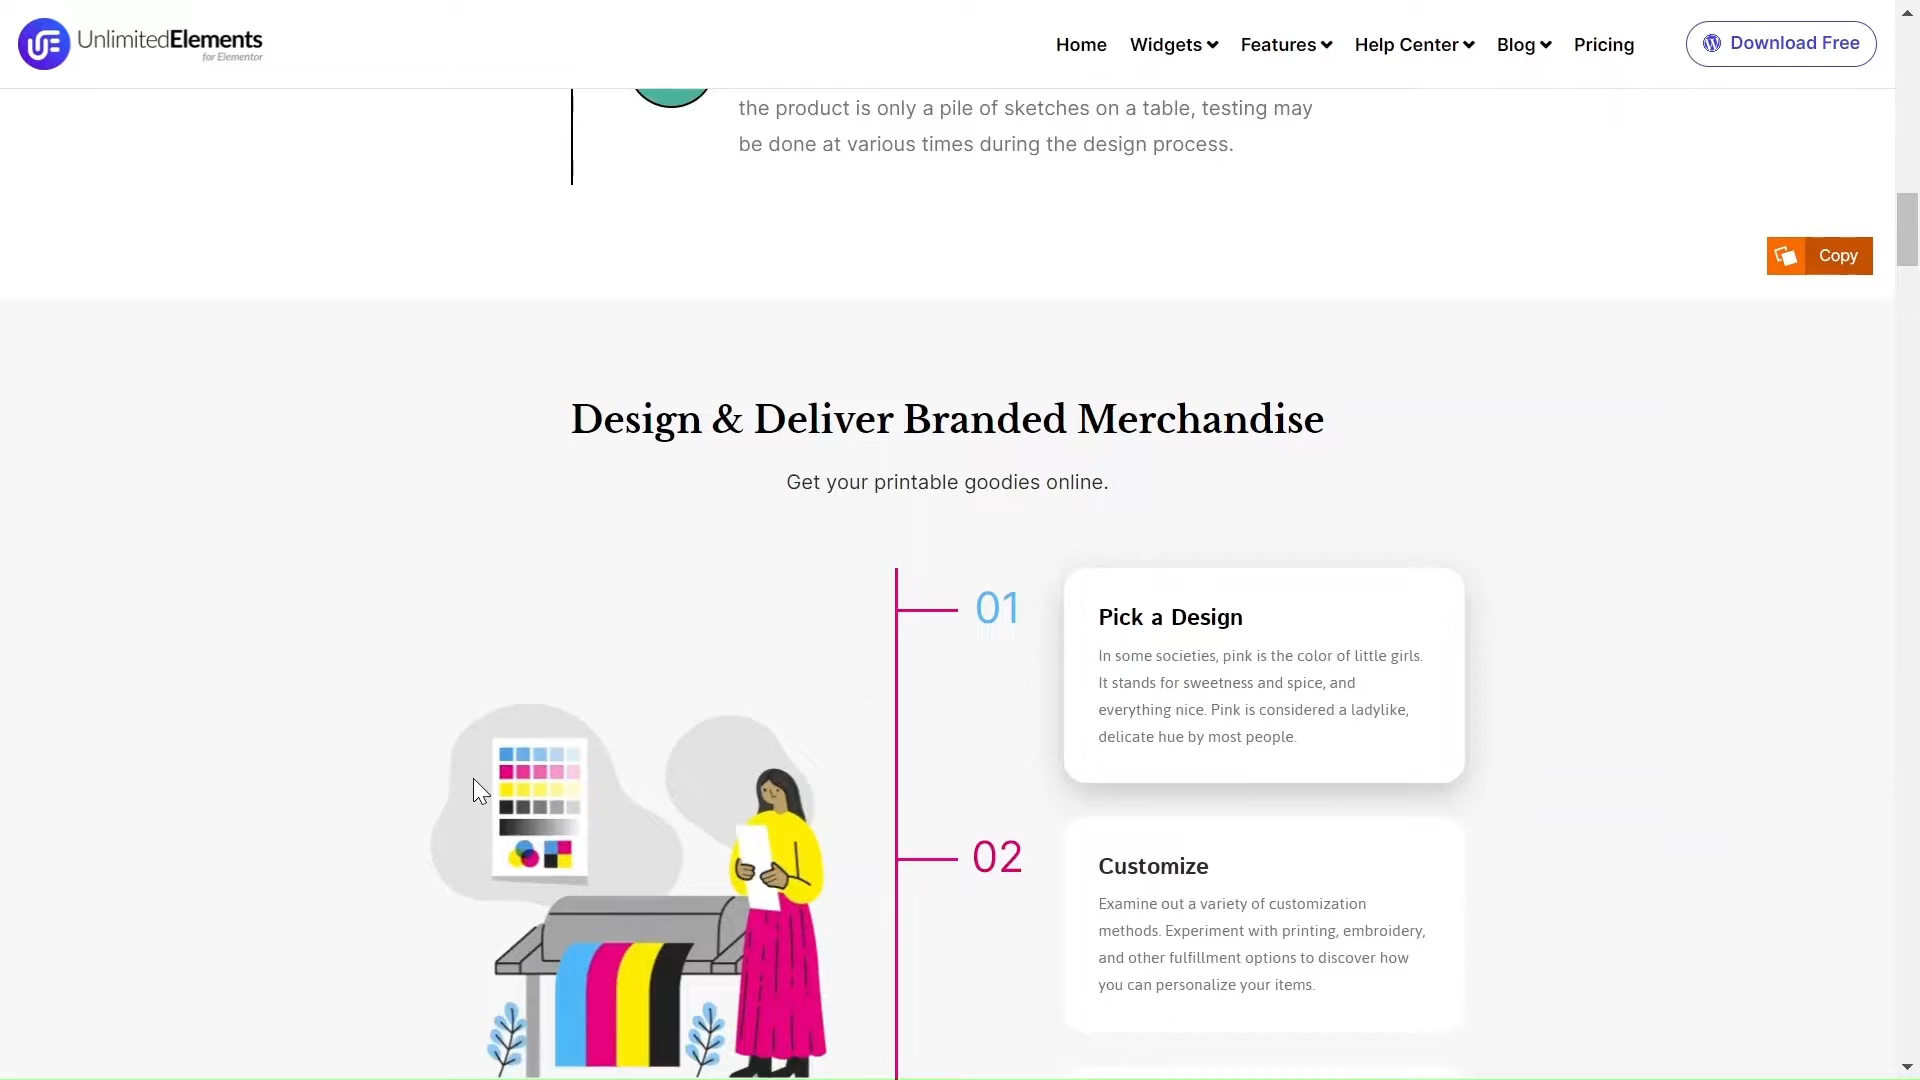 UnlimitedElements
for Elementor
Home Widgets Features Help Center Blog Pricing Download Free
the product is only a pile of sketches on a table, testing may
be done at various times during the design process.
Copy
Design & Deliver Branded Merchandise
Get your printable goodies online.
01
Pick a Design
In some societies, pink is the color of little girls.
It stands for sweetness and spice, and
everything nice. Pink is considered a ladylike,
delicate hue by most people.
02
Customize
Examine out a variety of customization
methods. Experiment with printing, embroidery,
and other fulfillment options to discover how
you can personalize your items.